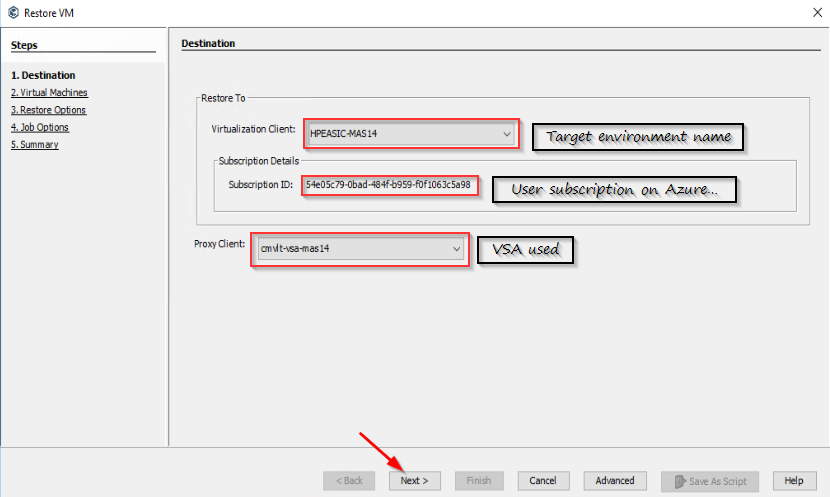 Restore VM
Steps
1. Destination
2. Virtual Machines
3. Restore Options
4. Job Options
5. Summary
Destination
Restore To
Virtualization Client: HPEASIC-MAS14
Target environment name
Subscription Details
Subscription ID: 54e05c79-0bad-484f-b959-f0f1063c5a98
User subscription on Azure...
Proxy Client: cmvlt-vsa-mas14
VSA used
< Back Next > Finish Cancel Advanced Save As Script Help